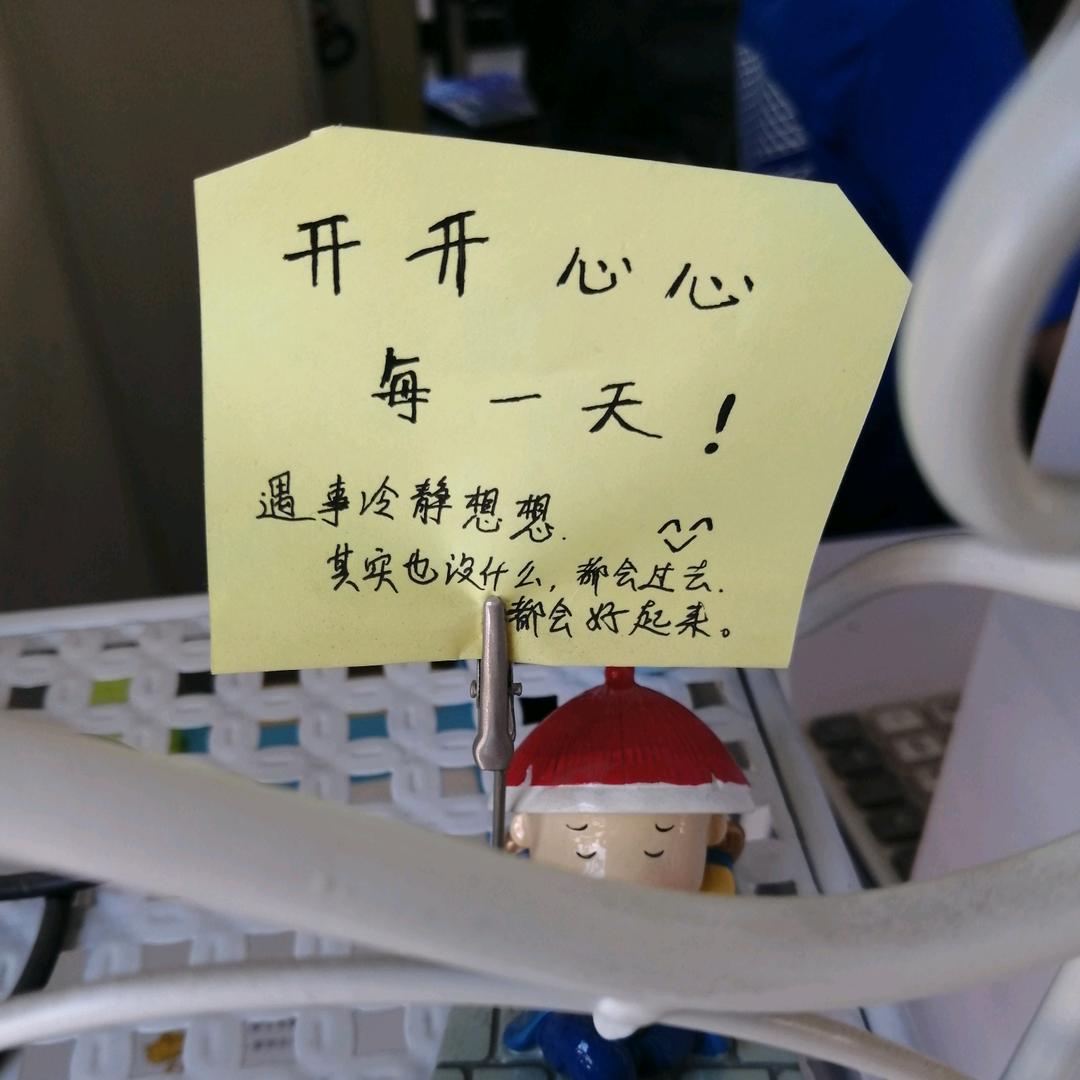 开开心心
每一天！
遇事冷静想想.
其实也没什么，都会过去.
都会好起来。